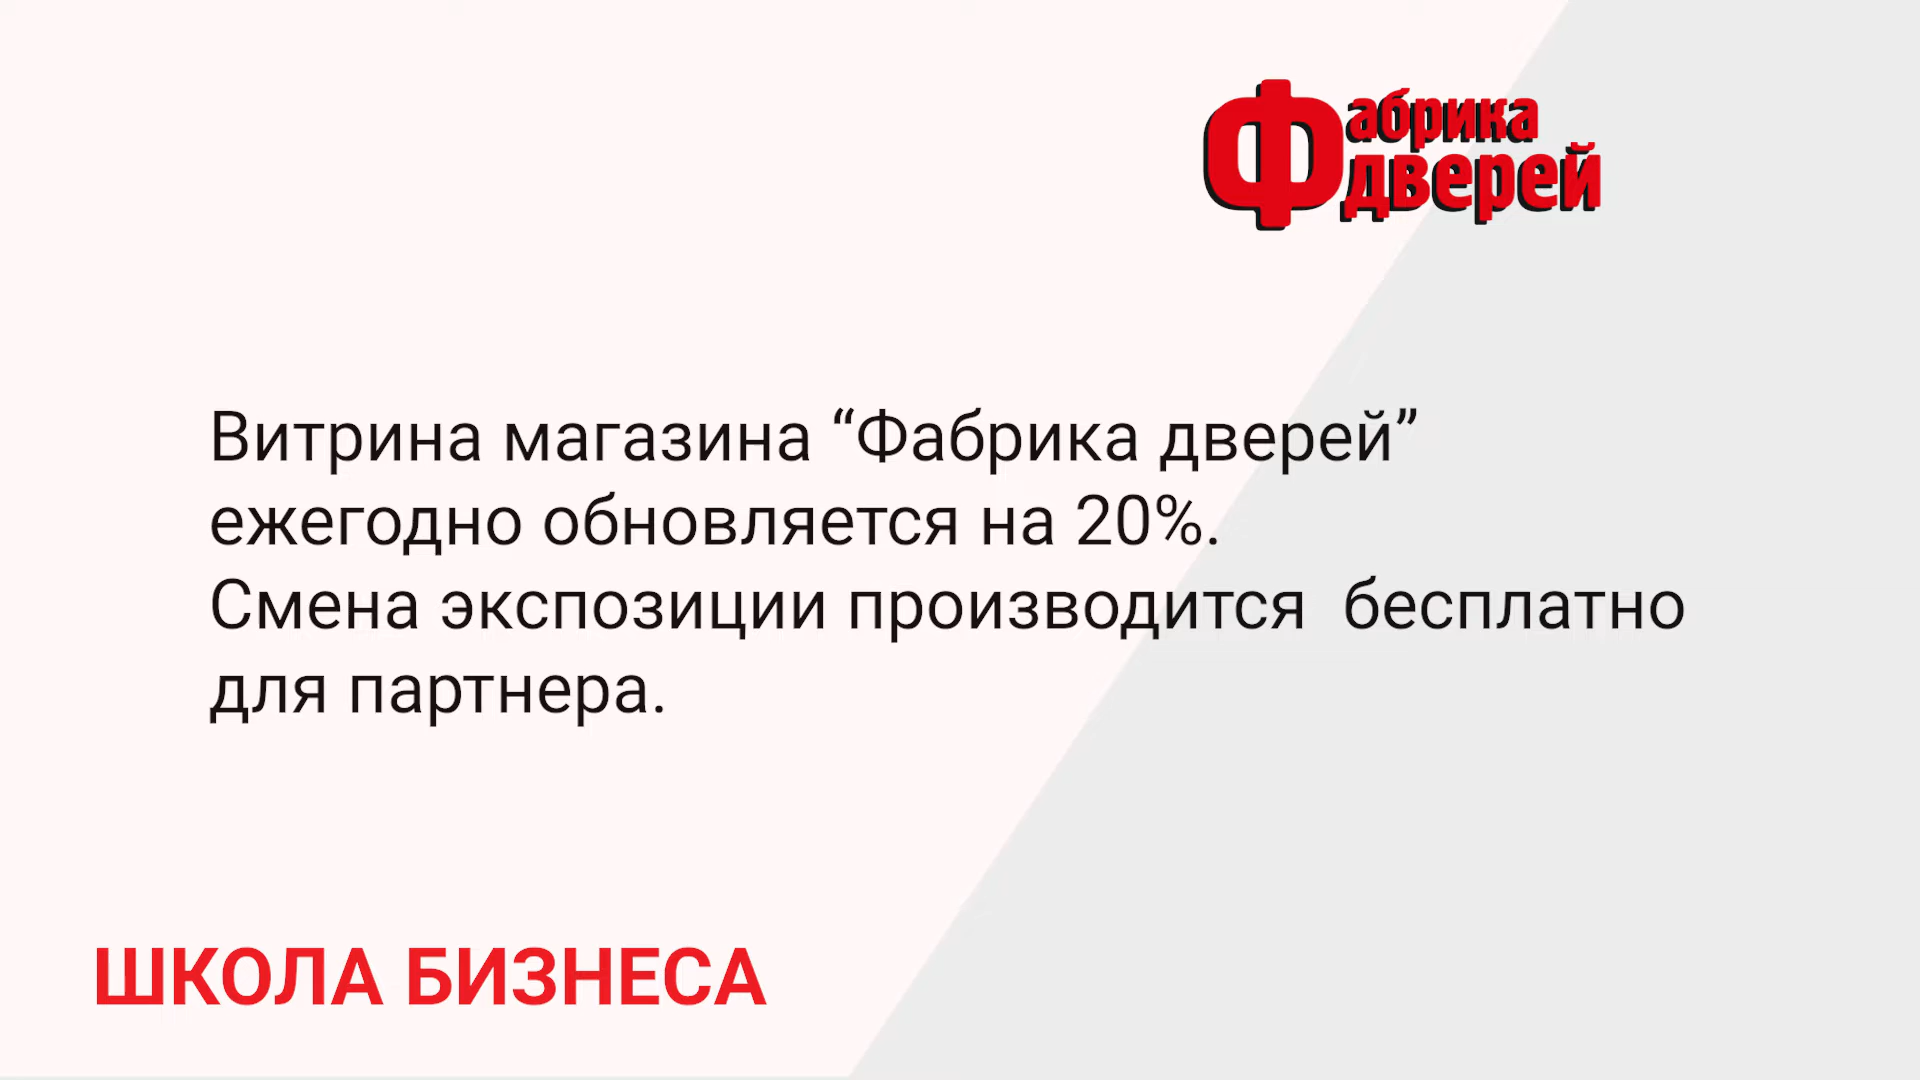 Фабрика
дверей
Витрина магазина “Фабрика дверей”
ежегодно обновляется на 20%.
Смена экспозиции производится  бесплатно
для партнера.
ШКОЛА БИЗНЕСА